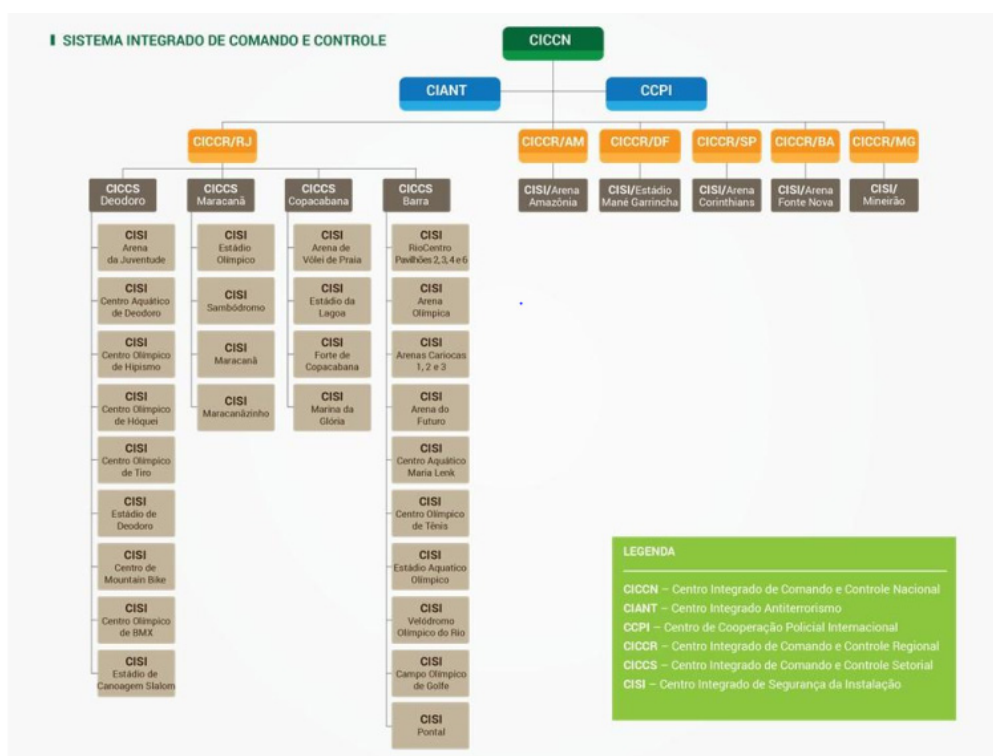 SISTEMA INTEGRADO DE COMANDO E CONTROLE
CICCN
CIANT
CCPI
CICCR/RJ
CICCR/AM
CICCR/DF
CICCR/SP
CICCR/BA
CICCR/MG
CICCS
Deodoro
CICCS
Maracanã
CICCS
Copacabana
CICCS
Barra
CISI/Arena
Amazônia
CISI/Estádio
Mané Garrincha
CISI/Arena
Corinthians
CISI/Arena
Fonte Nova
CISI/
Mineirão
CISI
Arena
da Juventude
CISI
Centro Aquático
de Deodoro
CISI
Centro Olímpico
de Hipismo
CISI
Centro Olímpico
de Hóquei
CISI
Centro Olímpico
de Tiro
CISI
Estádio de
Deodoro
CISI
Centro de
Mountain Bike
CISI
Centro Olímpico
de BMX
CISI
Estádio de
Canoagem Slalom
CISI
Estádio
Olímpico
CISI
Sambódromo
CISI
Maracanã
CISI
Maracanãzinho
CISI
Arena de
Vôlei de Praia
CISI
Estádio da
Lagoa
CISI
Forte de
Copacabana
CISI
Marina da
Glória
CISI
RioCentro
Pavilhões 2, 3, 4 e 6
CISI
Arena
Olímpica
CISI
Arenas Cariocas
1, 2 e 3
CISI
Arena do
Futuro
CISI
Centro Aquático
Maria Lenk
CISI
Centro Olímpico
de Tênis
CISI
Estádio Aquatico
Olímpico
CISI
Velódromo
Olímpico do Rio
CISI
Campo Olímpico
de Golfe
CISI
Pontal
LEGENDA
CICCN – Centro Integrado de Comando e Controle Nacional
CIANT – Centro Integrado Antiterrorismo
CCPI – Centro de Cooperação Policial Internacional
CICCR – Centro Integrado de Comando e Controle Regional
CICCS – Centro Integrado de Comando e Controle Setorial
CISI – Centro Integrado de Segurança da Instalação